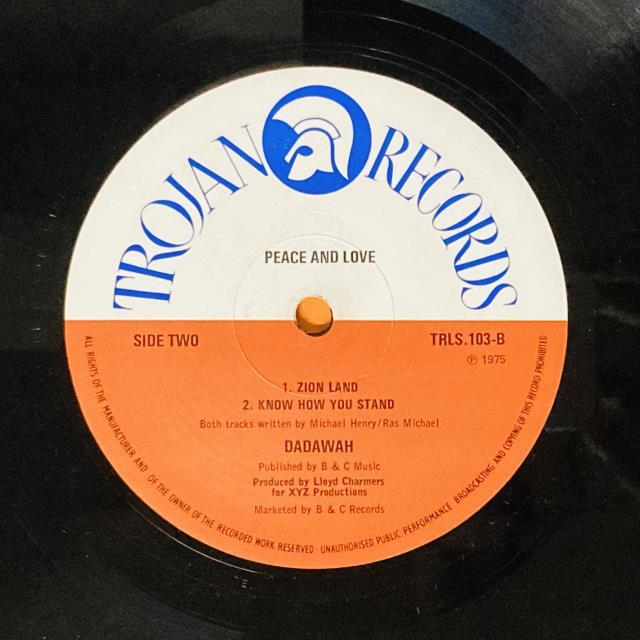 TROJAN RECORDS
PEACE AND LOVE
SIDE TWO
TRLS.103-B
℗ 1975
1. ZION LAND
2. KNOW HOW YOU STAND
Both tracks written by Michael Henry/Ras Michael
DADAWAH
Published by B & C Music
Produced by Lloyd Charmers
for XYZ Productions
Marketed by B & C Records
ALL RIGHTS OF THE MANUFACTURER AND OF THE OWNER OF THE RECORDED WORK RESERVED · UNAUTHORISED PUBLIC PERFORMANCE BROADCASTING AND COPYING OF THIS RECORD PROHIBITED